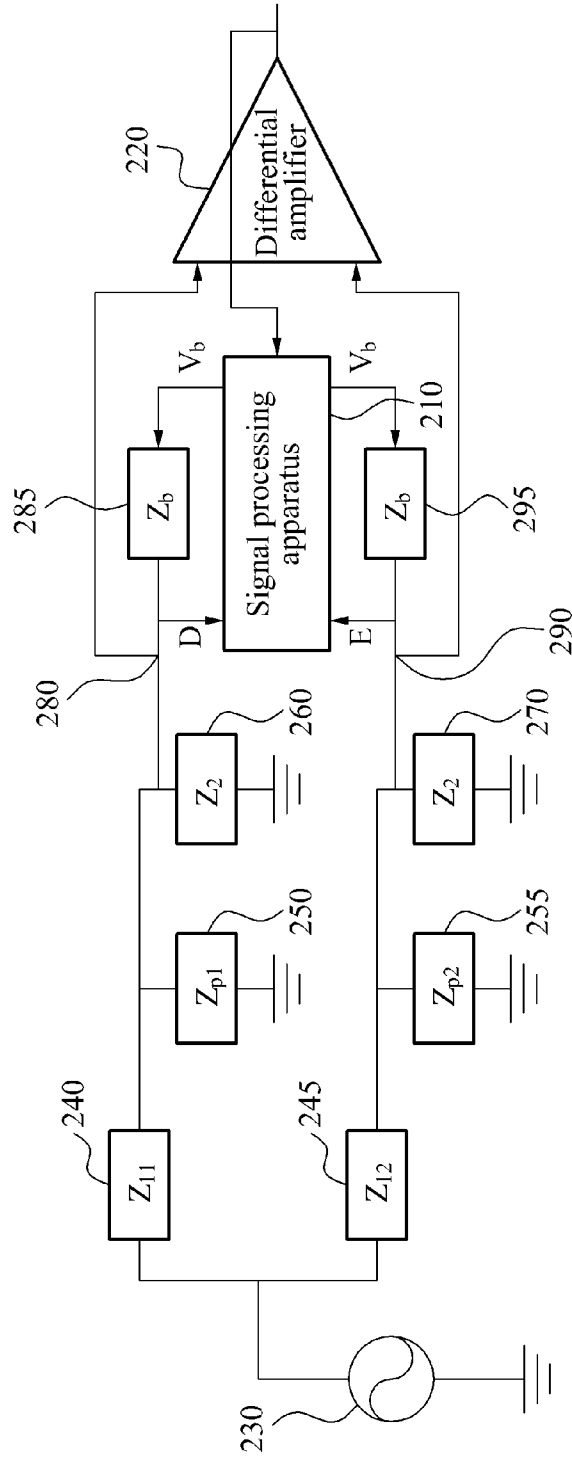 220
Differential
amplifier
V_b
V_b
210
Signal processing
apparatus
285
Z_b
Z_b
295
D
E
280
290
260
Z_2
Z_2
270
250
Z_p1
Z_p2
255
240
Z_11
Z_12
245
230